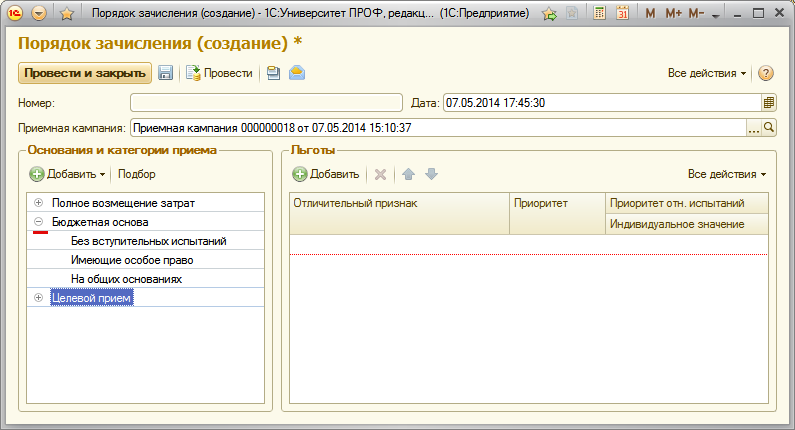 Порядок зачисления (создание) - 1С:Университет ПРОФ, редакц... (1С:Предприятие)
M M+ M-
Порядок зачисления (создание) *
Провести и закрыть Провести Все действия
Номер: Дата: 07.05.2014 17:45:30
Приемная кампания: Приемная кампания 000000018 от 07.05.2014 15:10:37 ...
Основания и категории приема
Добавить Подбор
Полное возмещение затрат
Бюджетная основа
Без вступительных испытаний
Имеющие особое право
На общих основаниях
Целевой прием
Льготы
Добавить Все действия
Отличительный признак Приоритет Приоритет отн. испытаний
Индивидуальное значение